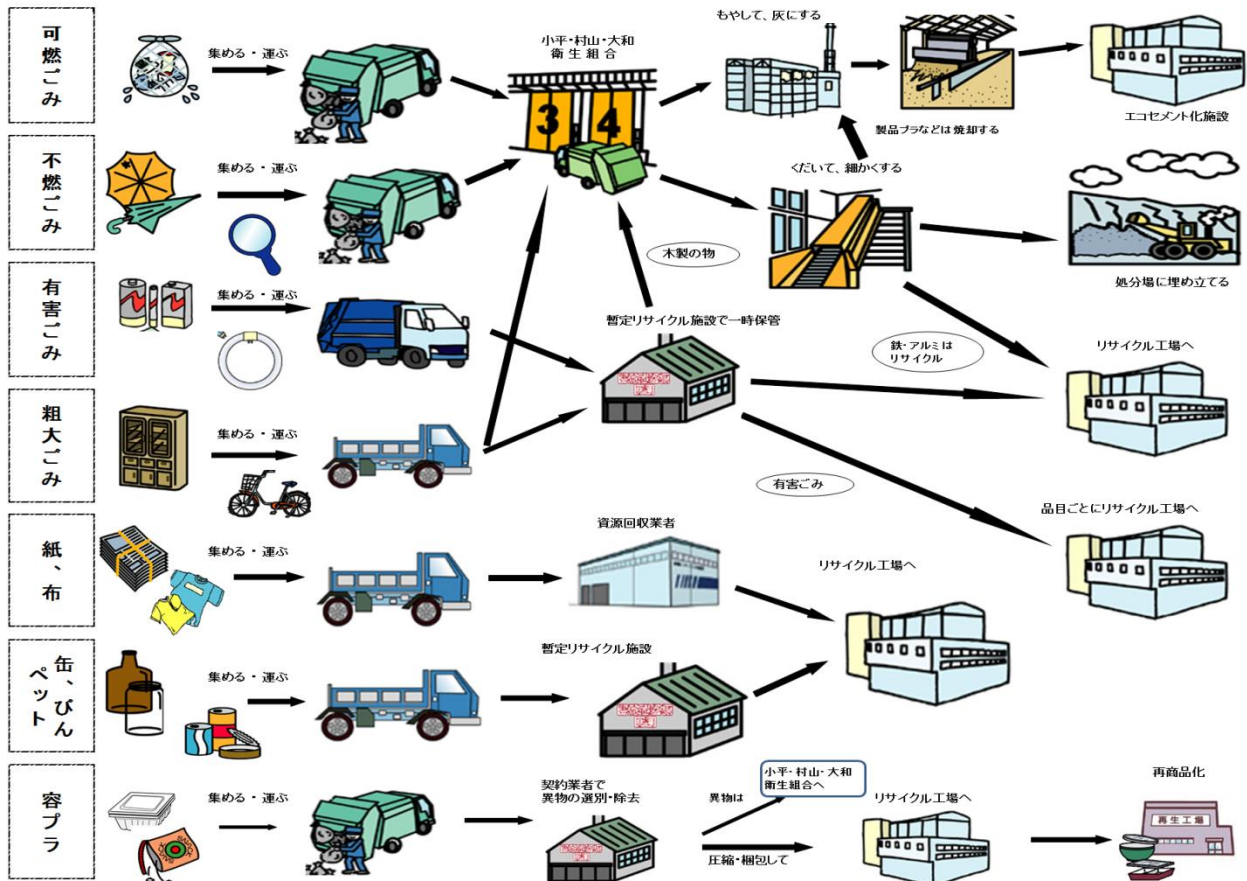 可燃ごみ
集める・運ぶ
小平・村山・大和
衛生組合
3 4
もやして、灰にする
製品プラなどは焼却する
エコセメント化施設
不燃ごみ
集める・運ぶ
くだいて、細かくする
処分場に埋め立てる
木製の物
有害ごみ
集める・運ぶ
暫定リサイクル施設で一時保管
鉄・アルミは
リサイクル
リサイクル工場へ
粗大ごみ
集める・運ぶ
有害ごみ
品目ごとにリサイクル工場へ
紙、布
集める・運ぶ
資源回収業者
リサイクル工場へ
缶、びん
ペット
集める・運ぶ
暫定リサイクル施設
容プラ
集める・運ぶ
契約業者で
異物の選別・除去
異物は
小平・村山・大和
衛生組合へ
圧縮・梱包して
リサイクル工場へ
再商品化
再生工場